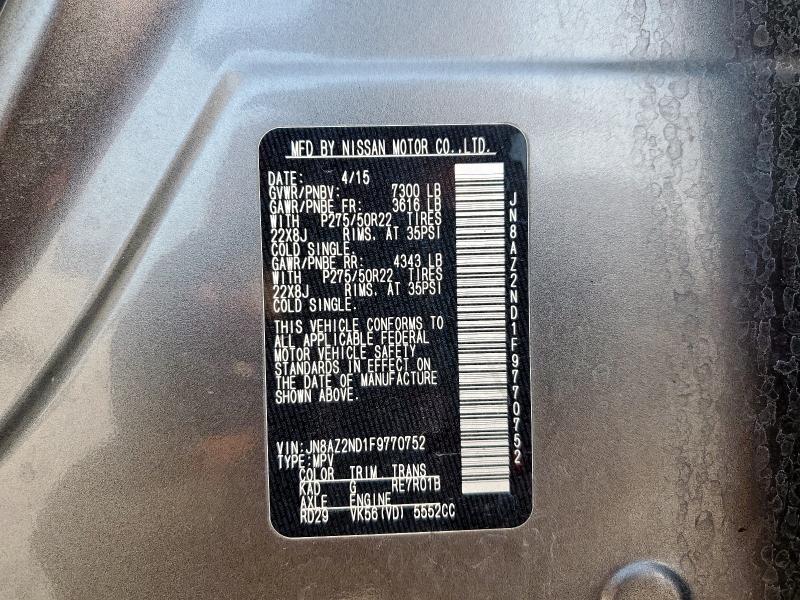 MFD BY NISSAN MOTOR CO.,LTD.
DATE: 4/15
GVWR/PNBV: 7300 LB
GAWR/PNBE FR: 3616 LB
WITH P275/50R22 TIRES
22X8J RIMS. AT 35PSI
COLD SINGLE.
GAWR/PNBE RR: 4343 LB
WITH P275/50R22 TIRES
22X8J RIMS. AT 35PSI
COLD SINGLE.
THIS VEHICLE CONFORMS TO
ALL APPLICABLE FEDERAL
MOTOR VEHICLE SAFETY
STANDARDS IN EFFECT ON
THE DATE OF MANUFACTURE
SHOWN ABOVE.
VIN:JN8AZ2ND1F9770752
TYPE:MPV
COLOR TRIM TRANS
KAD G RE7R01B
AXLE ENGINE
RD29 VK56(VD) 5552CC
JN8AZ2ND1F9770752